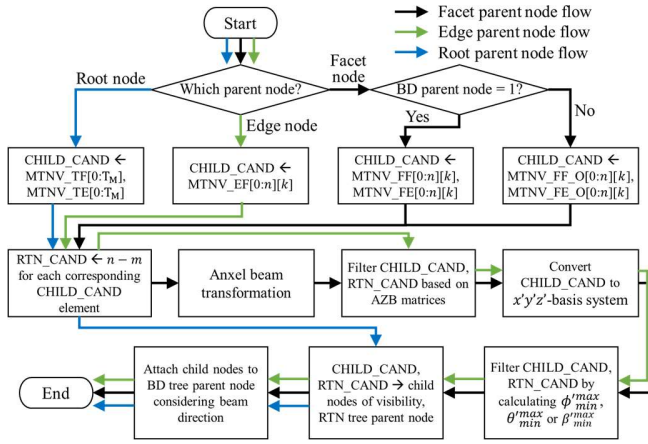 Start
Facet parent node flow
Edge parent node flow
Root parent node flow
Root node
Which parent node?
Facet
node
BD parent node = 1?
Edge node
Yes
No
CHILD_CAND ←
MTNV_TF[0:T_M],
MTNV_TE[0:T_M]
CHILD_CAND ←
MTNV_EF[0:n][k]
CHILD_CAND ←
MTNV_FF[0:n][k],
MTNV_FE[0:n][k]
CHILD_CAND ←
MTNV_FF_O[0:n][k],
MTNV_FE_O[0:n][k]
RTN_CAND ← n − m
for each corresponding
CHILD_CAND
element
Anxel beam
transformation
Filter CHILD_CAND,
RTN_CAND based on
AZB matrices
Convert
CHILD_CAND to
x'y'z'-basis system
End
Attach child nodes to
BD tree parent node
considering beam
direction
CHILD_CAND,
RTN_CAND → child
nodes of visibility,
RTN tree parent node
Filter CHILD_CAND,
RTN_CAND by
calculating ϕ'^max_min,
θ'^max_min or β'^max_min